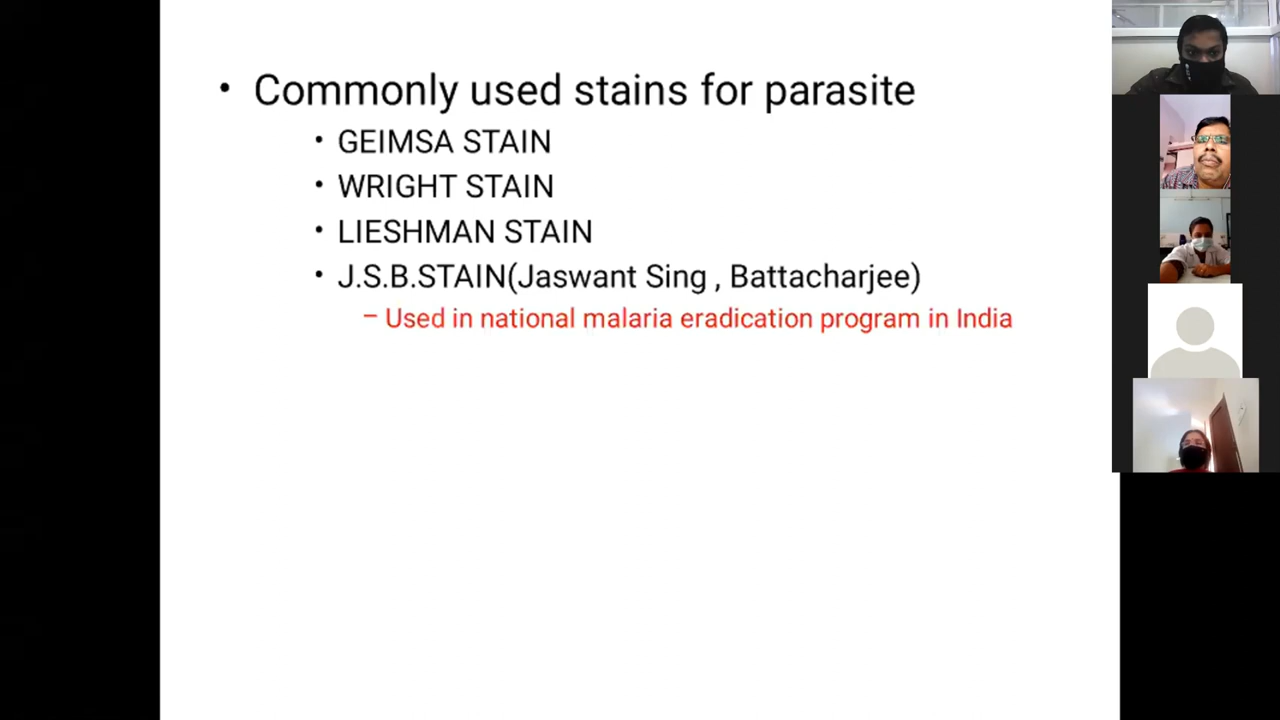 • Commonly used stains for parasite
• GEIMSA STAIN
• WRIGHT STAIN
• LIESHMAN STAIN
• J.S.B.STAIN(Jaswant Sing , Battacharjee)
– Used in national malaria eradication program in India